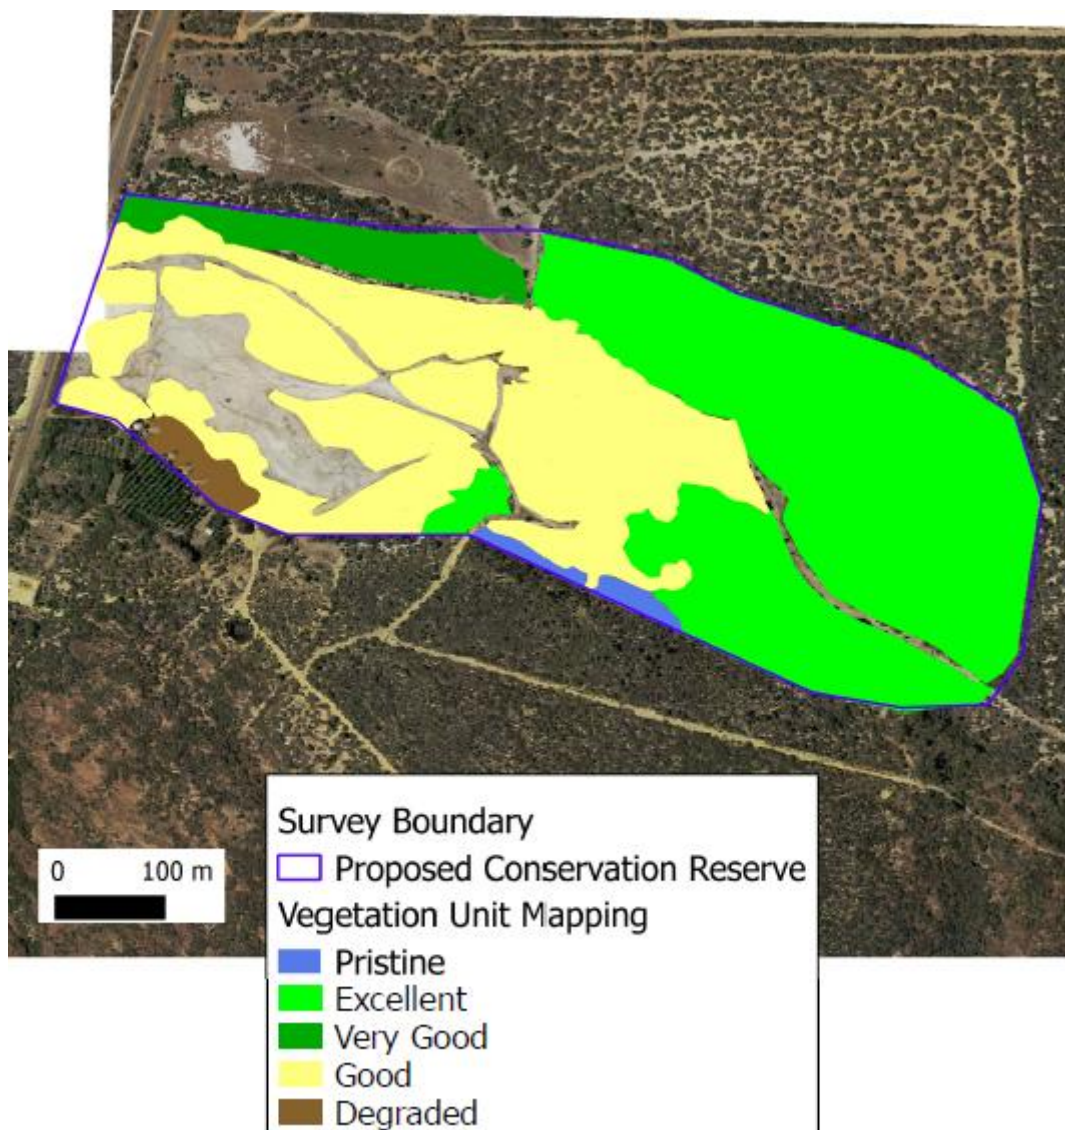 0 100 m
Survey Boundary
Proposed Conservation Reserve
Vegetation Unit Mapping
Pristine
Excellent
Very Good
Good
Degraded